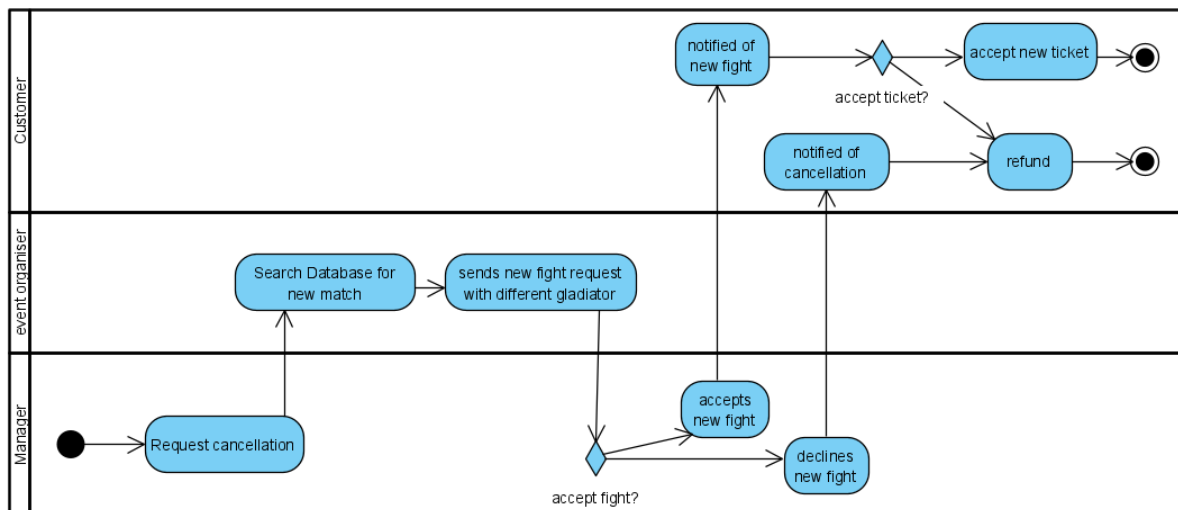 Customer
notified of
new fight
accept ticket?
accept new ticket
notified of
cancellation
refund
event organiser
Search Database for
new match
sends new fight request
with different gladiator
Manager
Request cancellation
accept fight?
accepts
new fight
declines
new fight